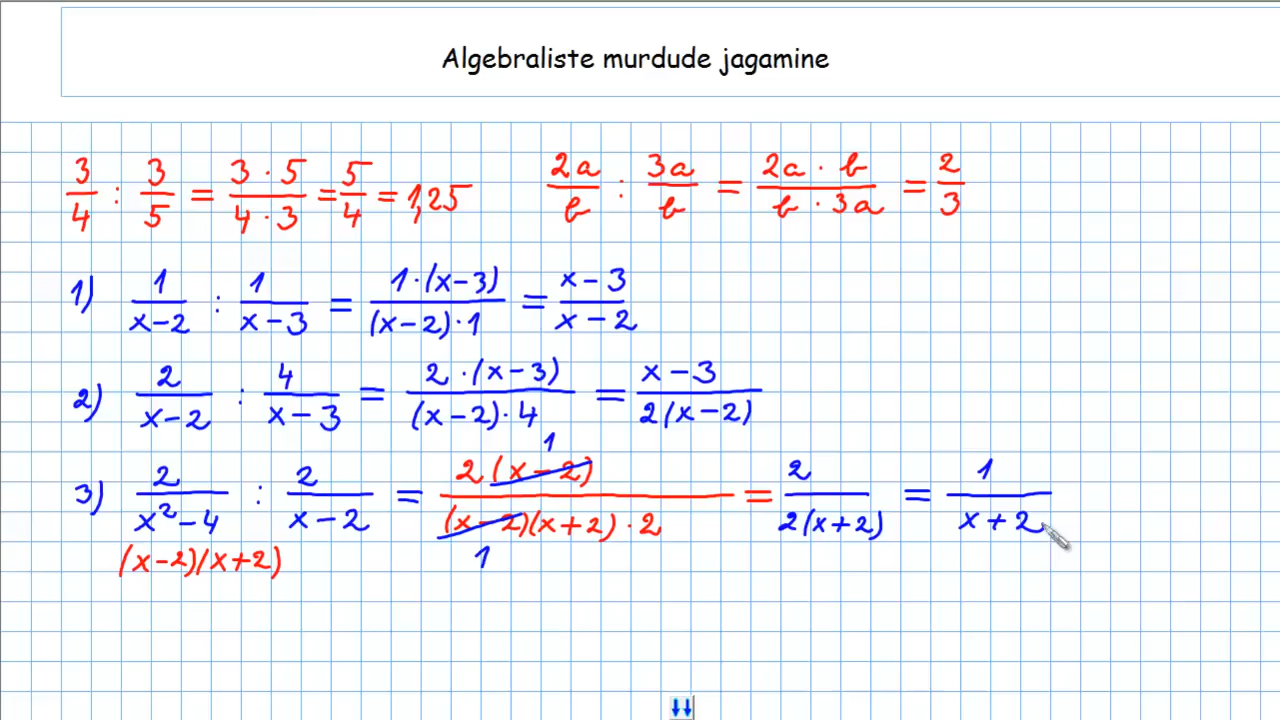 Algebraliste murdude jagamine
3/4 : 3/5 = (3 · 5)/(4 · 3) = 5/4 = 1,25    2a/b : 3a/b = (2a · b)/(b · 3a) = 2/3
1) 1/(x-2) : 1/(x-3) = (1·(x-3))/((x-2)·1) = (x-3)/(x-2)
2) 2/(x-2) : 4/(x-3) = (2·(x-3))/((x-2)·4) = (x-3)/(2(x-2))
1
3) 2/(x²-4) : 2/(x-2) = (2(x-2))/((x-2)(x+2)·2) = 2/(2(x+2)) = 1/(x+2)
(x-2)(x+2)    1